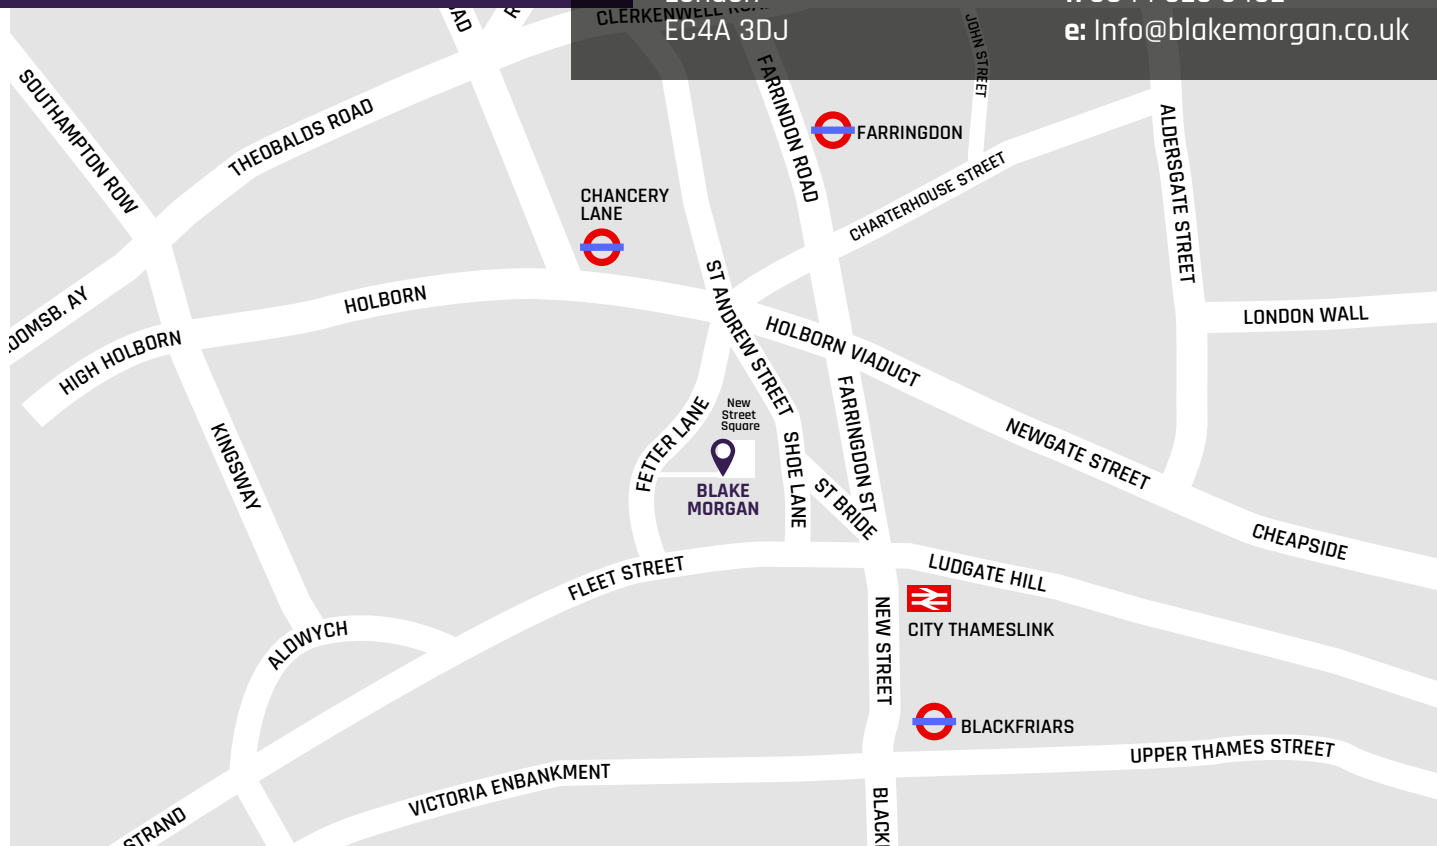 EC4A 3DJ
e: Info@blakemorgan.co.uk
CLERKENWELL ROAD
JOHN STREET
SOUTHAMPTON ROW
THEOBALDS ROAD
FARRINDON ROAD
FARRINGDON
ALDERSGATE STREET
CHARTERHOUSE STREET
CHANCERY
LANE
HOLBORN
HIGH HOLBORN
ST ANDREW STREET
HOLBORN VIADUCT
LONDON WALL
KINGSWAY
FETTER LANE
New
Street
Square
BLAKE
MORGAN
SHOE LANE
FARRINGDON ST
ST BRIDE
NEWGATE STREET
CHEAPSIDE
FLEET STREET
LUDGATE HILL
CITY THAMESLINK
NEW STREET
ALDWYCH
BLACKFRIARS
UPPER THAMES STREET
VICTORIA ENBANKMENT
STRAND